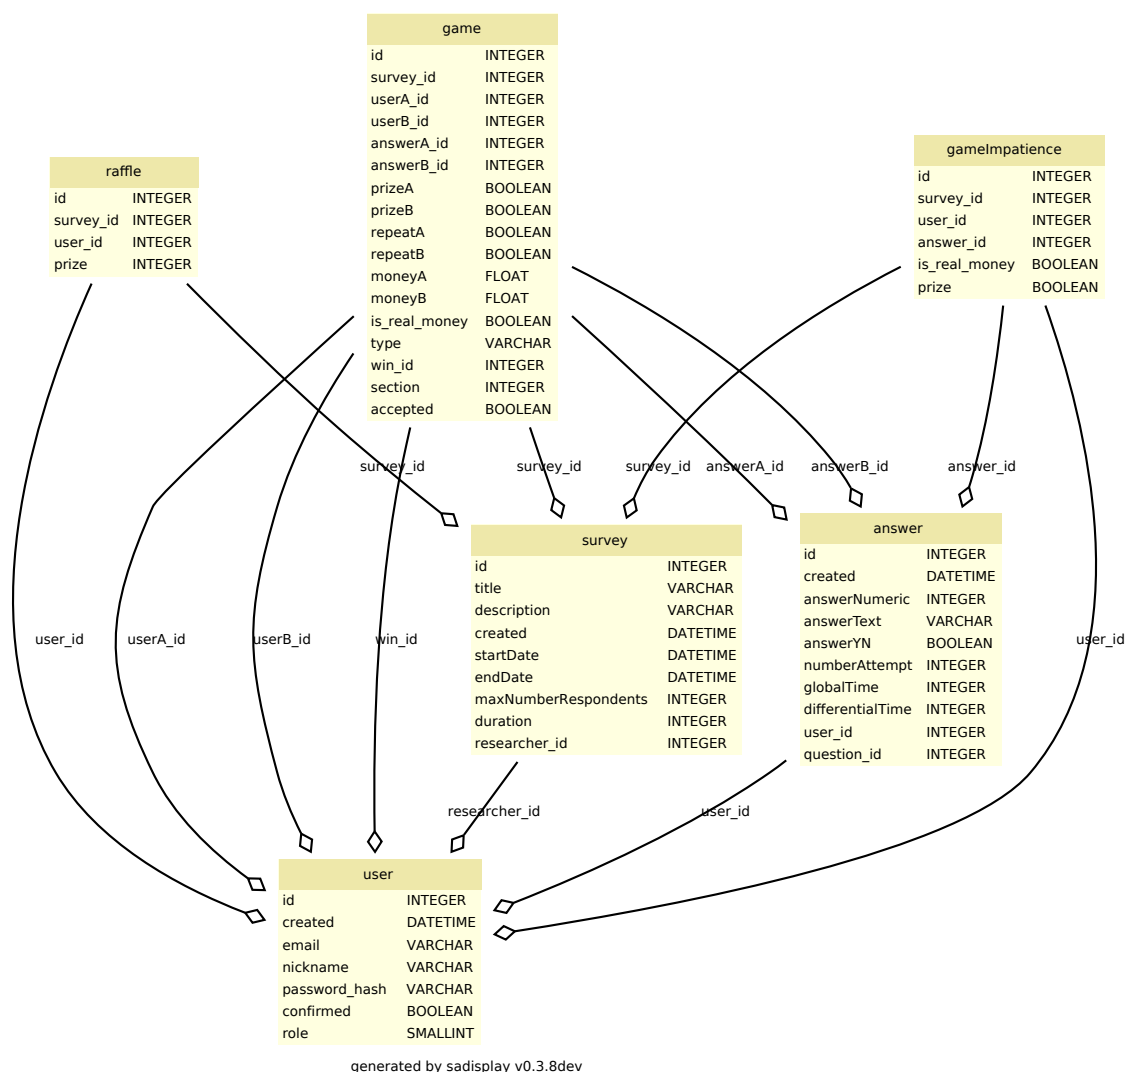 game
id INTEGER
survey_id INTEGER
userA_id INTEGER
userB_id INTEGER
answerA_id INTEGER
answerB_id INTEGER
prizeA BOOLEAN
prizeB BOOLEAN
repeatA BOOLEAN
repeatB BOOLEAN
moneyA FLOAT
moneyB FLOAT
is_real_money BOOLEAN
type VARCHAR
win_id INTEGER
section INTEGER
accepted BOOLEAN
raffle
id INTEGER
survey_id INTEGER
user_id INTEGER
prize INTEGER
gameImpatience
id INTEGER
survey_id INTEGER
user_id INTEGER
answer_id INTEGER
is_real_money BOOLEAN
prize BOOLEAN
survey_id
survey_id
survey_id
answerA_id
answerB_id
answer_id
survey
id INTEGER
title VARCHAR
description VARCHAR
created DATETIME
startDate DATETIME
endDate DATETIME
maxNumberRespondents INTEGER
duration INTEGER
researcher_id INTEGER
answer
id INTEGER
created DATETIME
answerNumeric INTEGER
answerText VARCHAR
answerYN BOOLEAN
numberAttempt INTEGER
globalTime INTEGER
differentialTime INTEGER
user_id INTEGER
question_id INTEGER
user_id
userA_id
userB_id
win_id
user_id
researcher_id
user_id
user
id INTEGER
created DATETIME
email VARCHAR
nickname VARCHAR
password_hash VARCHAR
confirmed BOOLEAN
role SMALLINT
generated by sadisplay v0.3.8dev